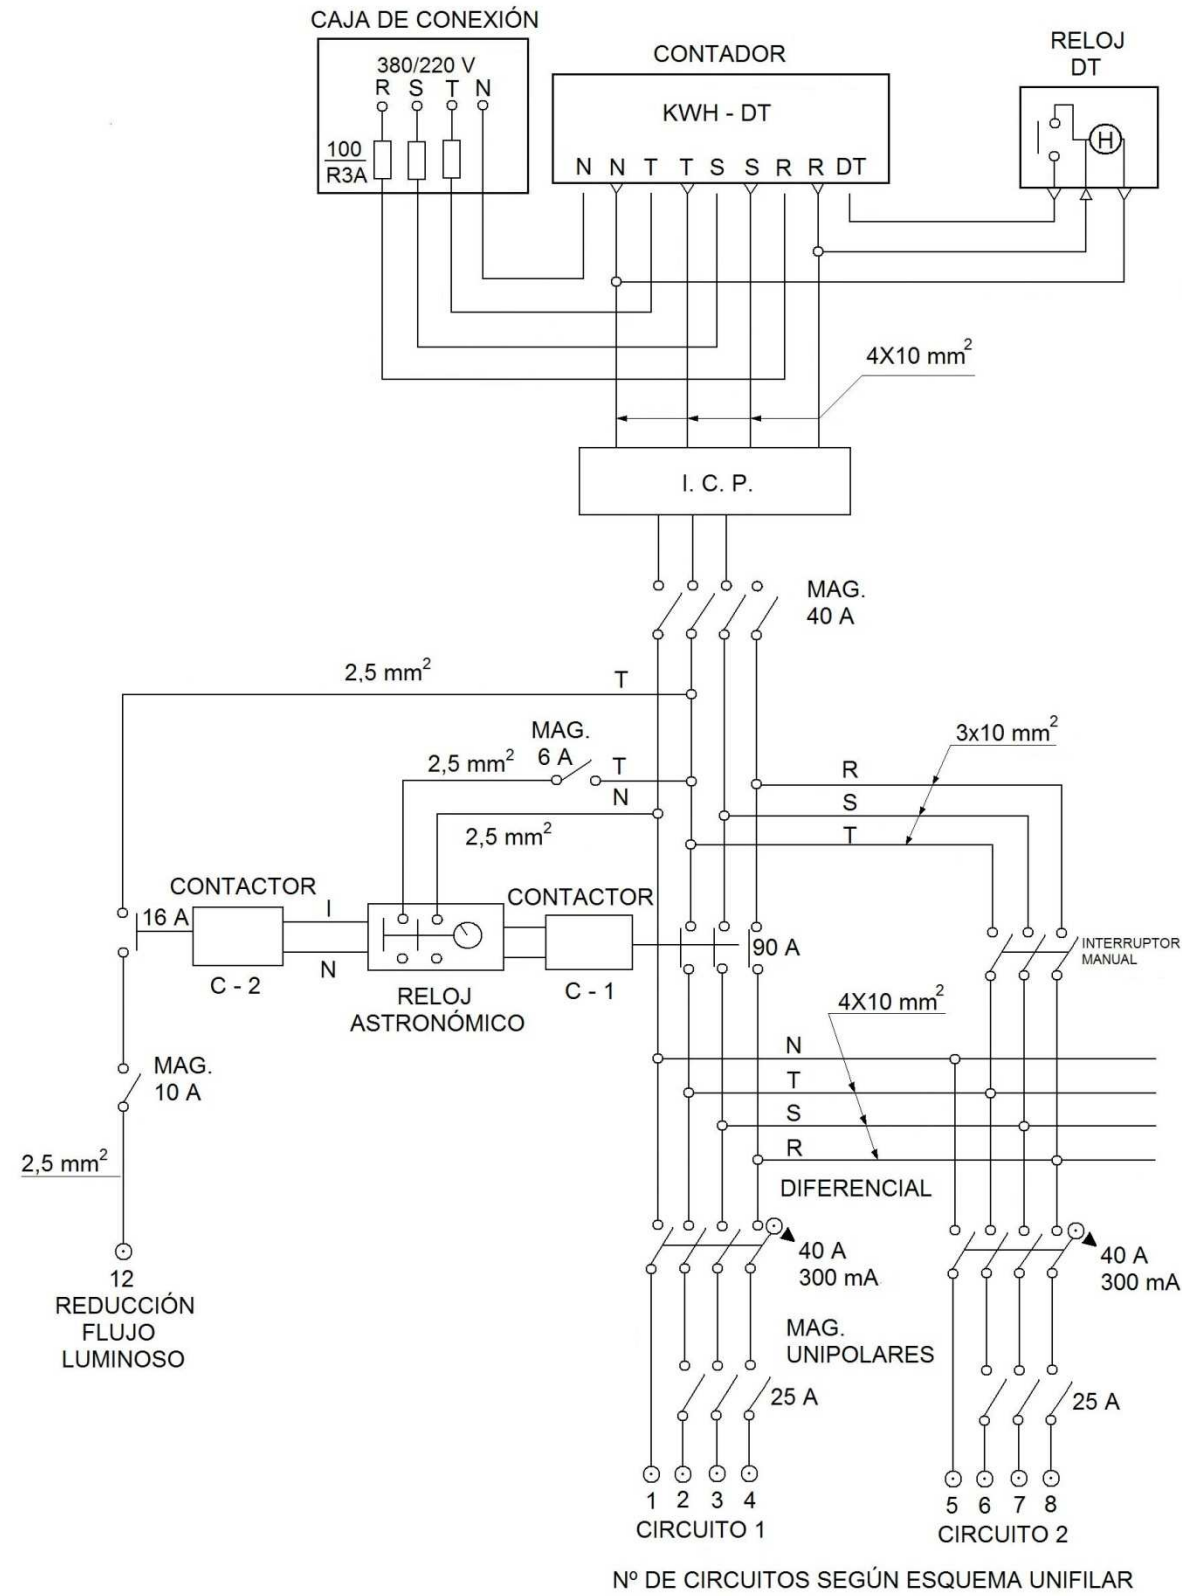 CAJA DE CONEXIÓN
380/220 V
R S T N
100
R3A
CONTADOR
KWH - DT
N N T T S S R R DT
RELOJ
DT
H
4X10 mm²
I. C. P.
MAG.
40 A
2,5 mm²
T
MAG.
6 A
2,5 mm²
T
N
2,5 mm²
3x10 mm²
R
S
T
CONTACTOR
16 A
I
N
C - 2
RELOJ
ASTRONÓMICO
CONTACTOR
C - 1
90 A
INTERRUPTOR
MANUAL
4X10 mm²
N
T
S
R
MAG.
10 A
2,5 mm²
12
REDUCCIÓN
FLUJO
LUMINOSO
DIFERENCIAL
40 A
300 mA
40 A
300 mA
MAG.
UNIPOLARES
25 A
25 A
1 2 3 4
CIRCUITO 1
5 6 7 8
CIRCUITO 2
Nº DE CIRCUITOS SEGÚN ESQUEMA UNIFILAR